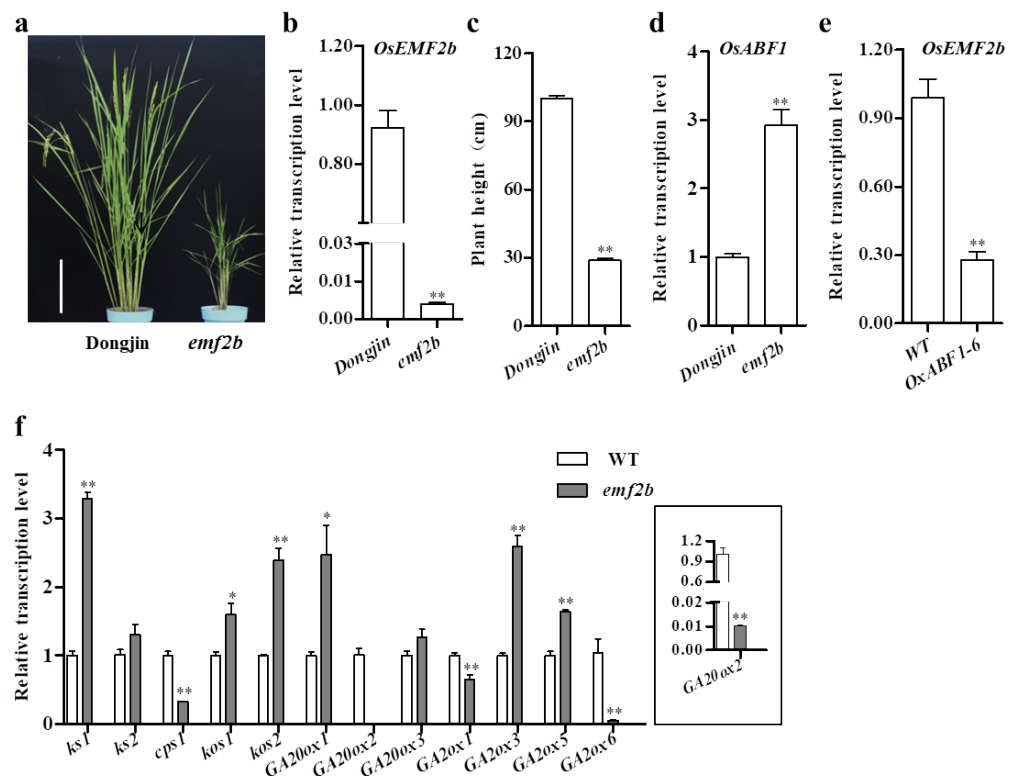 a
Dongjin emf2b
b
OsEMF2b
Relative transcription level
1.20
1.00
0.80
0.03
0.01
0.00
**
Dongjin
emf2b
c
Plant height (cm)
120
90
60
30
0
**
Dongjin
emf2b
d
OsABF1
Relative transcription level
4
3
2
1
0
**
Dongjin
emf2b
e
OsEMF2b
Relative transcription level
1.20
0.90
0.60
0.30
0.00
**
WT
OxABF1-6
f
Relative transcription level
4
3
2
1
0
WT
emf2b
**
**
*
**
*
**
**
**
**
ks1
ks2
cps1
kos1
kos2
GA20ox1
GA20ox2
GA20ox3
GA2ox1
GA2ox3
GA2ox5
GA2ox6
1.2
0.9
0.6
0.02
0.01
0.00
**
GA20ox2